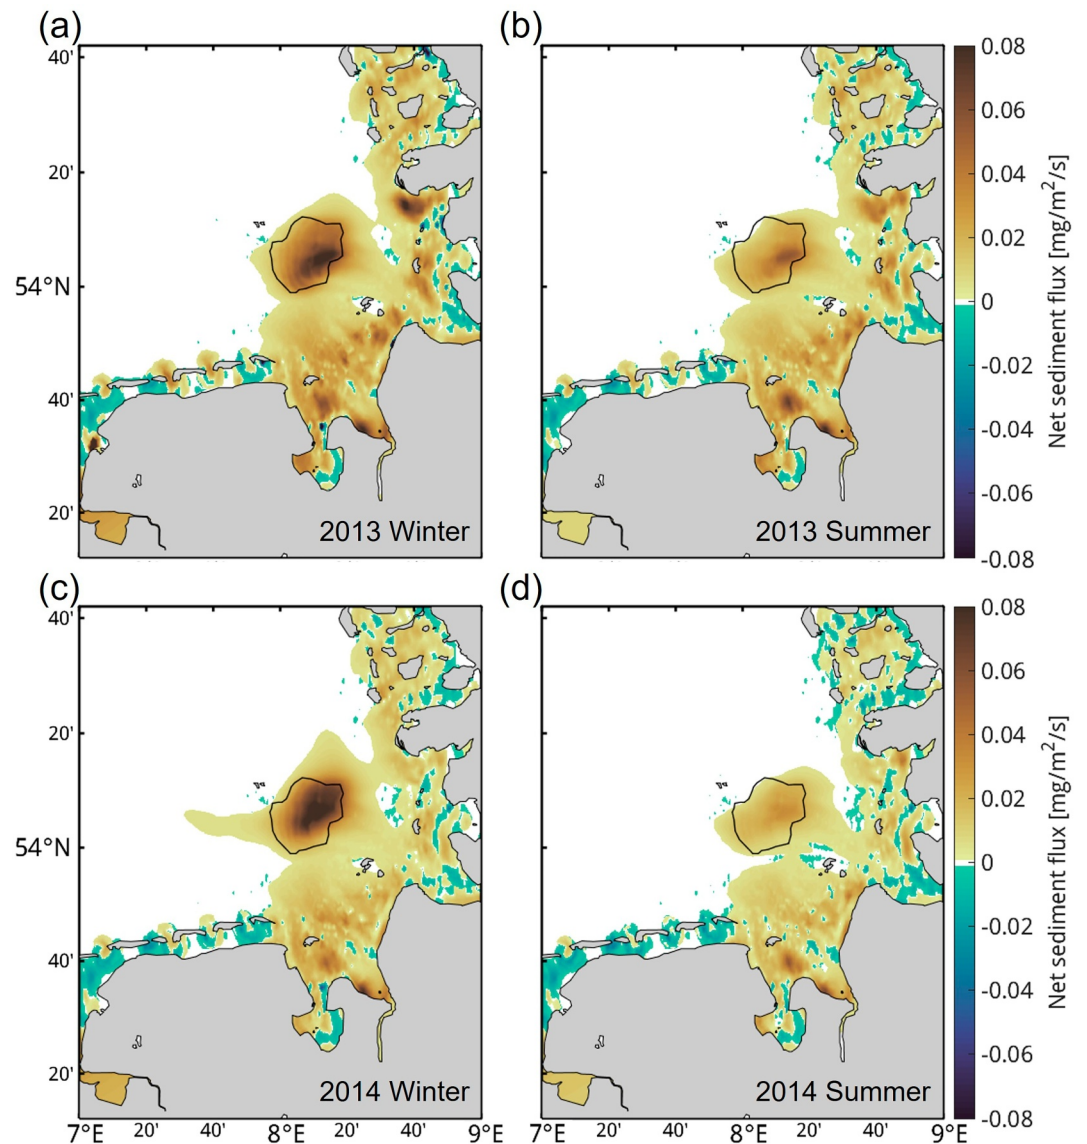 (a)
(b)
40'
20'
54°N
40'
20'
2013 Winter
2013 Summer
0.08
0.06
0.04
0.02
0
-0.02
-0.04
-0.06
-0.08
Net sediment flux [mg/m²/s]
(c)
(d)
40'
20'
54°N
40'
20'
2014 Winter
2014 Summer
0.08
0.06
0.04
0.02
0
-0.02
-0.04
-0.06
-0.08
Net sediment flux [mg/m²/s]
7°E 20' 40' 8°E 20' 40' 9°E
20' 40' 8°E 20' 40' 9°E